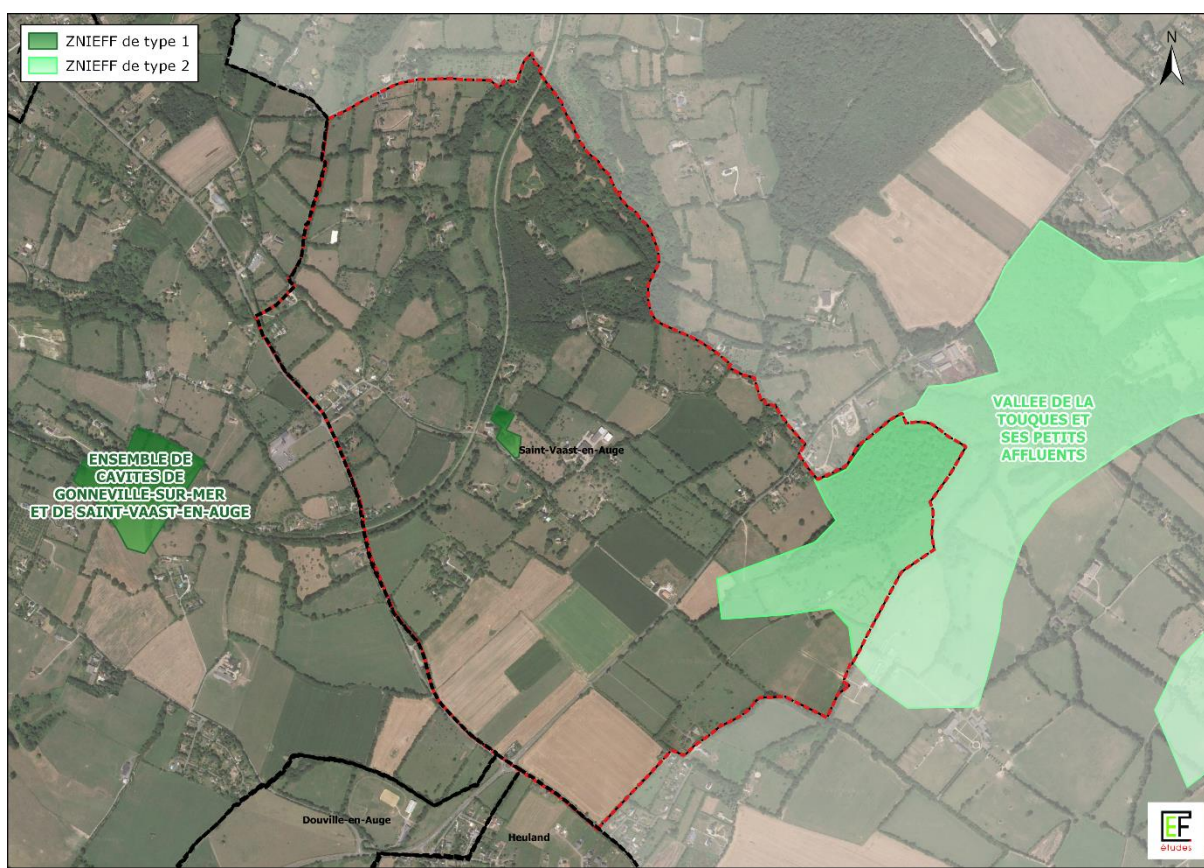 ZNIEFF de type 1
ZNIEFF de type 2
N
VALLEE DE LA
TOUQUES ET
SES PETITS
AFFLUENTS
Saint-Vaast-en-Auge
ENSEMBLE DE
CAVITES DE
GONNEVILLE-SUR-MER
ET DE SAINT-VAAST-EN-AUGE
Douville-en-Auge
Heuland
CEF
études